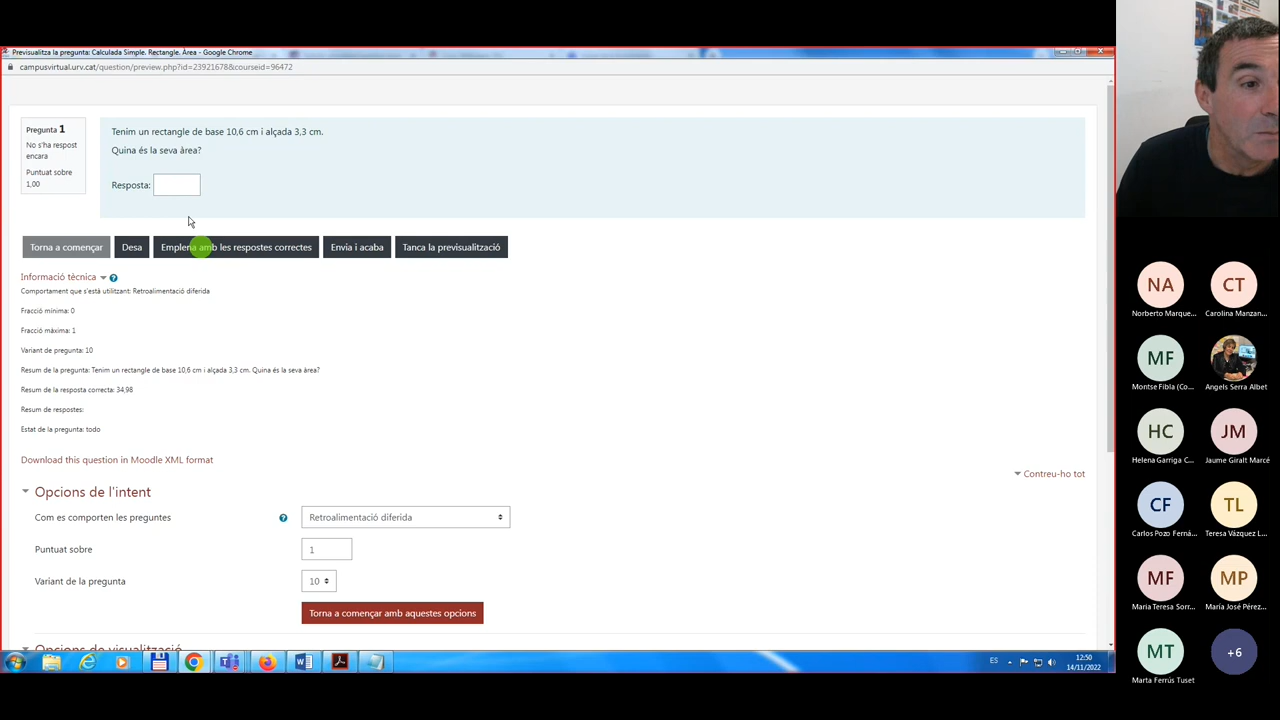 Previsualitza la pregunta: Calculada Simple. Rectangle. Àrea - Google Chrome
campusvirtual.urv.cat/question/preview.php?id=23921678&courseid=96472
Pregunta 1
No s'ha respost
encara
Puntuat sobre
1,00
Tenim un rectangle de base 10,6 cm i alçada 3,3 cm.
Quina és la seva àrea?
Resposta:
Torna a començar
Desa
Emplena amb les respostes correctes
Envia i acaba
Tanca la previsualització
Informació tècnica
Comportament que s'està utilitzant: Retroalimentació diferida
Fracció mínima: 0
Fracció màxima: 1
Variant de pregunta: 10
Resum de la pregunta: Tenim un rectangle de base 10,6 cm i alçada 3,3 cm. Quina és la seva àrea?
Resum de la resposta correcta: 34,98
Resum de respostes:
Estat de la pregunta: todo
Download this question in Moodle XML format
Contreu-ho tot
Opcions de l'intent
Com es comporten les preguntes
Retroalimentació diferida
Puntuat sobre
1
Variant de la pregunta
10
Torna a començar amb aquestes opcions
Opcions de visualització
ES
12:50
14/11/2022
NA
Norberto Marque...
CT
Carolina Manzan...
MF
Montse Fibla (Co...
Angels Serra Albet
HC
Helena Garriga C...
JM
Jaume Giralt Marcé
CF
Carlos Pozo Ferná...
TL
Teresa Vázquez L...
MF
Maria Teresa Sorr...
MP
María José Pérez...
MT
Marta Ferrús Tuset
+6